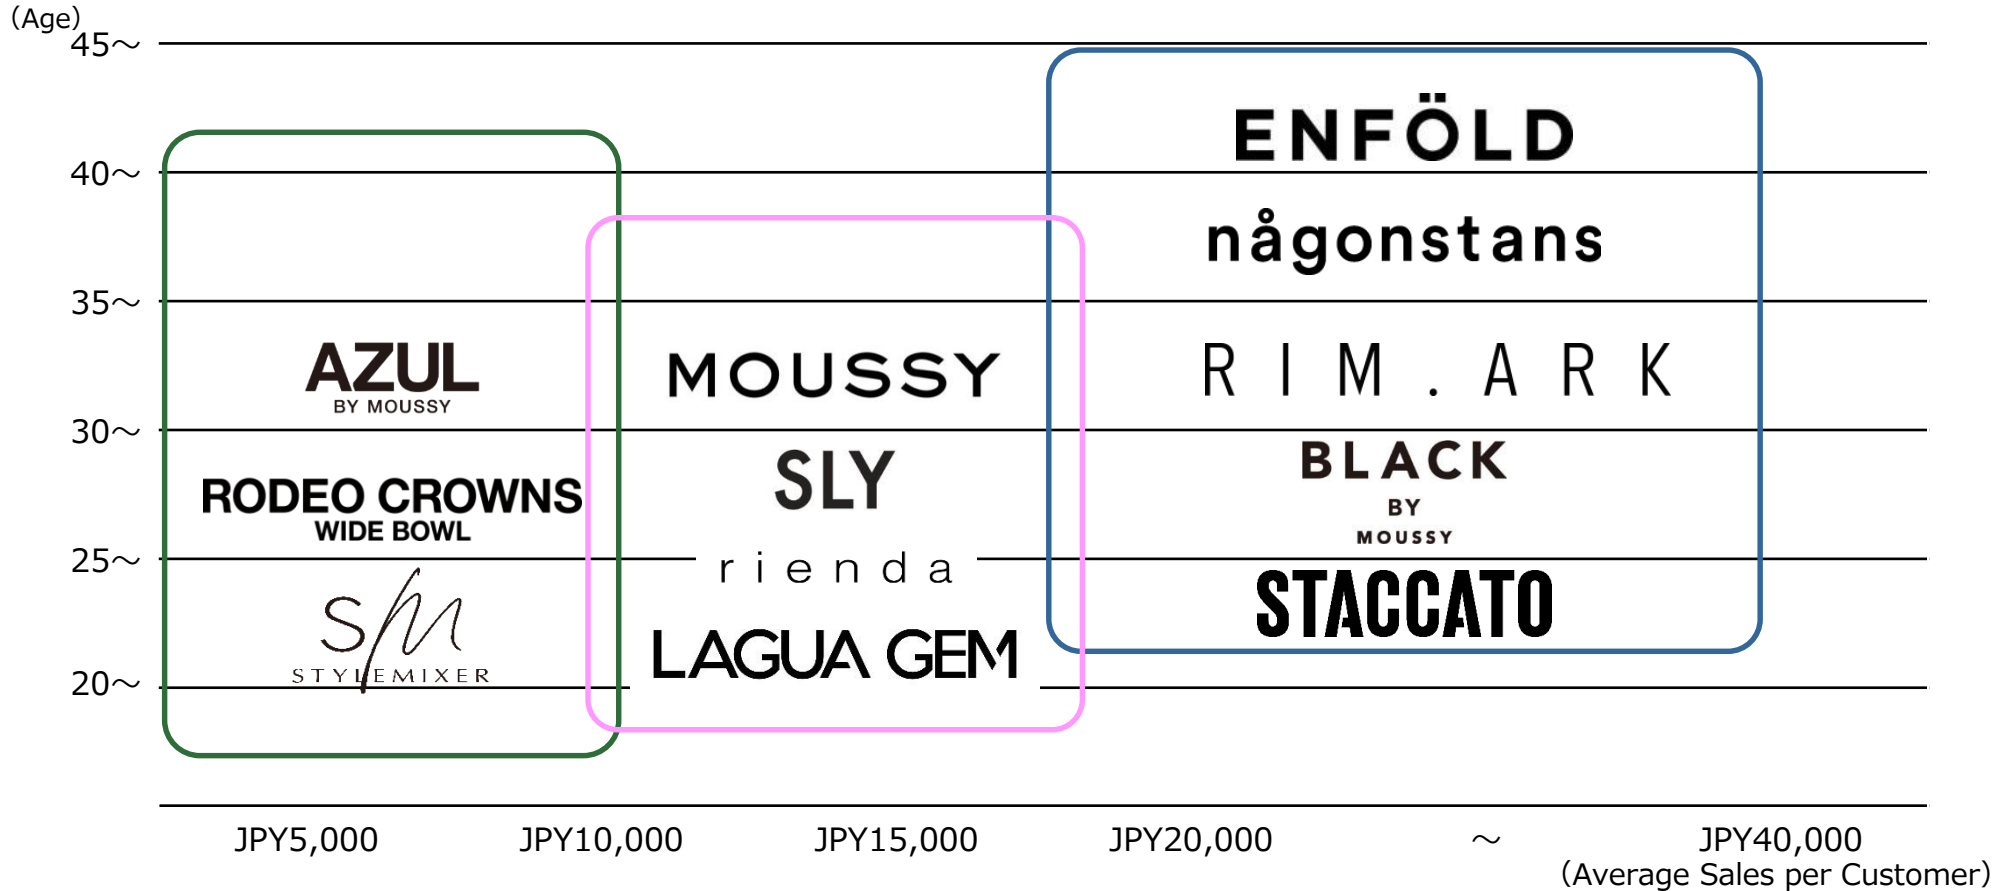 （Age）
45～
ENFÖLD
40～
någonstans
35～
AZUL
BY MOUSSY
MOUSSY
RIM.ARK
30～
RODEO CROWNS
WIDE BOWL
SLY
BLACK
BY
MOUSSY
25～
rienda
SM
STYLEMIXER
LAGUA GEM
STACCATO
20～
JPY5,000 JPY10,000 JPY15,000 JPY20,000 ～ JPY40,000
（Average Sales per Customer）